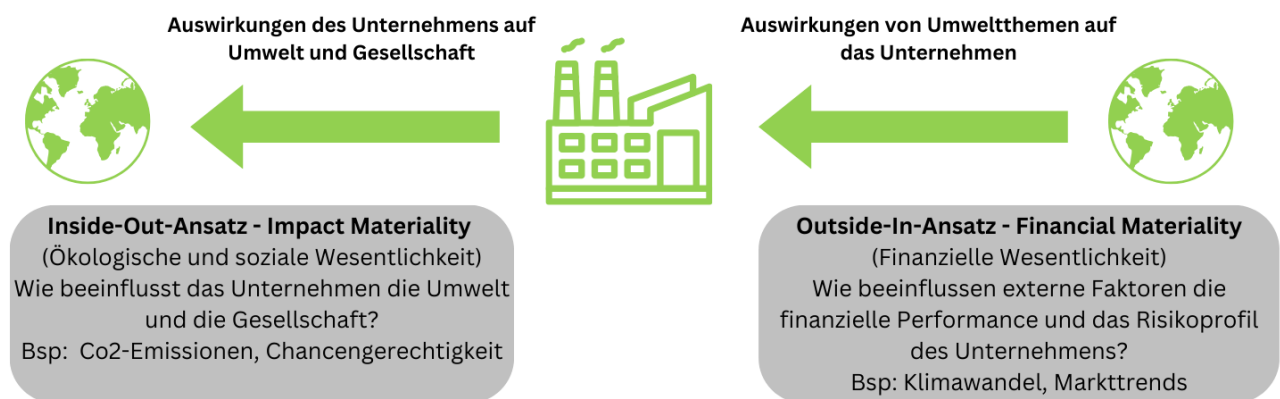 Auswirkungen des Unternehmens auf
Umwelt und Gesellschaft
Auswirkungen von Umweltthemen auf
das Unternehmen
Inside-Out-Ansatz - Impact Materiality
(Ökologische und soziale Wesentlichkeit)
Wie beeinflusst das Unternehmen die Umwelt
und die Gesellschaft?
Bsp: Co2-Emissionen, Chancengerechtigkeit
Outside-In-Ansatz - Financial Materiality
(Finanzielle Wesentlichkeit)
Wie beeinflussen externe Faktoren die
finanzielle Performance und das Risikoprofil
des Unternehmens?
Bsp: Klimawandel, Markttrends